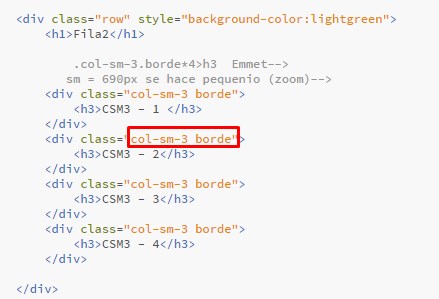 <div class="row" style="background-color:lightgreen">
<h1>Fila2</h1>
.col-sm-3.borde*4>h3  Emmet-->
sm = 690px se hace pequenio (zoom)-->
<div class="col-sm-3 borde">
<h3>CSM3 - 1 </h3>
</div>
<div class="col-sm-3 borde">
<h3>CSM3 - 2</h3>
</div>
<div class="col-sm-3 borde">
<h3>CSM3 - 3</h3>
</div>
<div class="col-sm-3 borde">
<h3>CSM3 - 4</h3>
</div>
</div>